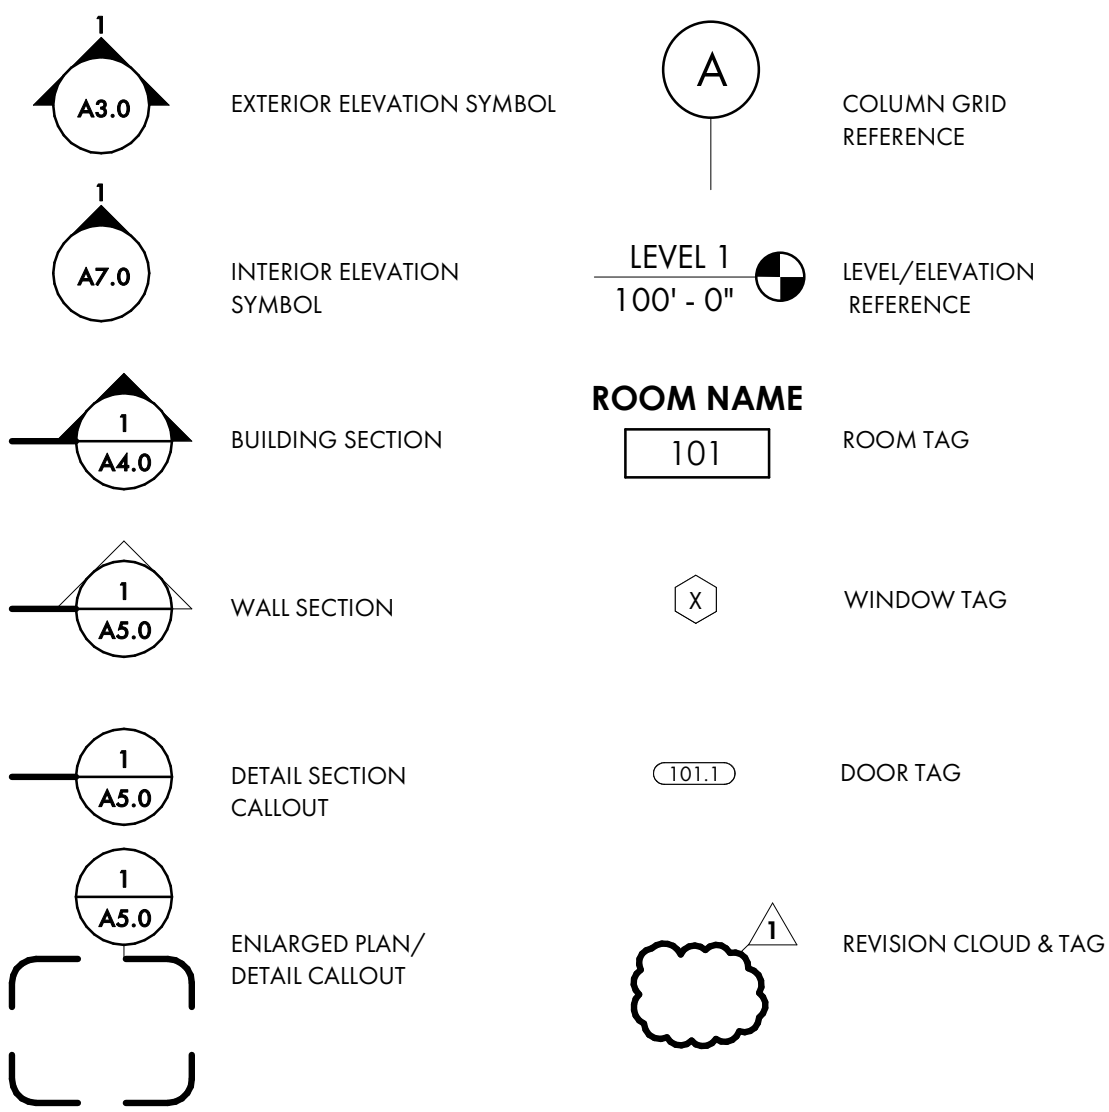 1
A3.0
EXTERIOR ELEVATION SYMBOL
A
COLUMN GRID
REFERENCE
1
A7.0
INTERIOR ELEVATION
SYMBOL
LEVEL 1
100' - 0"
LEVEL/ELEVATION
REFERENCE
1
A4.0
BUILDING SECTION
ROOM NAME
101
ROOM TAG
1
A5.0
WALL SECTION
X
WINDOW TAG
1
A5.0
DETAIL SECTION
CALLOUT
101.1
DOOR TAG
1
A5.0
ENLARGED PLAN/
DETAIL CALLOUT
1
REVISION CLOUD & TAG